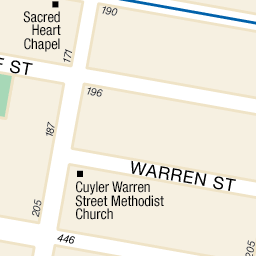 Sacred
Heart
Chapel
190
171
ST
196
187
WARREN ST
Cuyler Warren
Street Methodist
Church
205
446
205